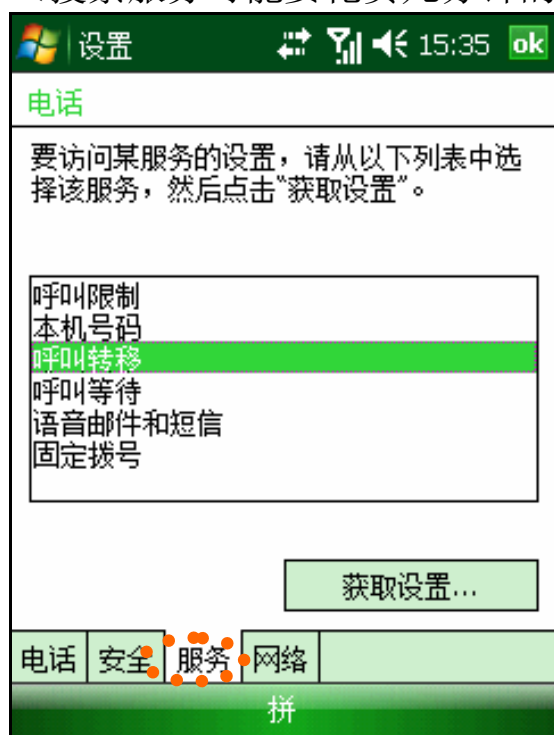 设置 15:35 ok
电话
要访问某服务的设置，请从以下列表中选
择该服务，然后点击"获取设置"。
呼叫限制
本机号码
呼叫转移
呼叫等待
语音邮件和短信
固定拨号
获取设置...
电话 安全 服务 网络
拼